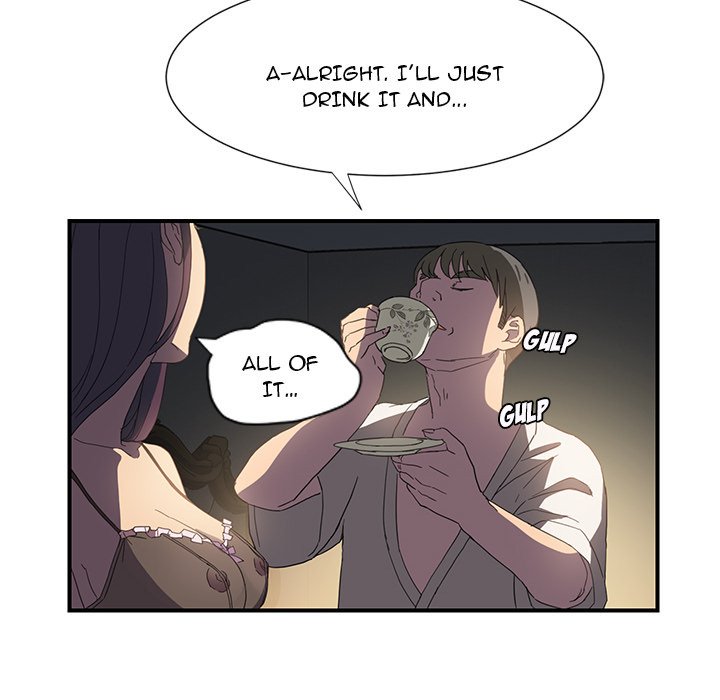 A-ALRIGHT. I'LL JUST
DRINK IT AND...
ALL OF
IT...
GULP
GULP